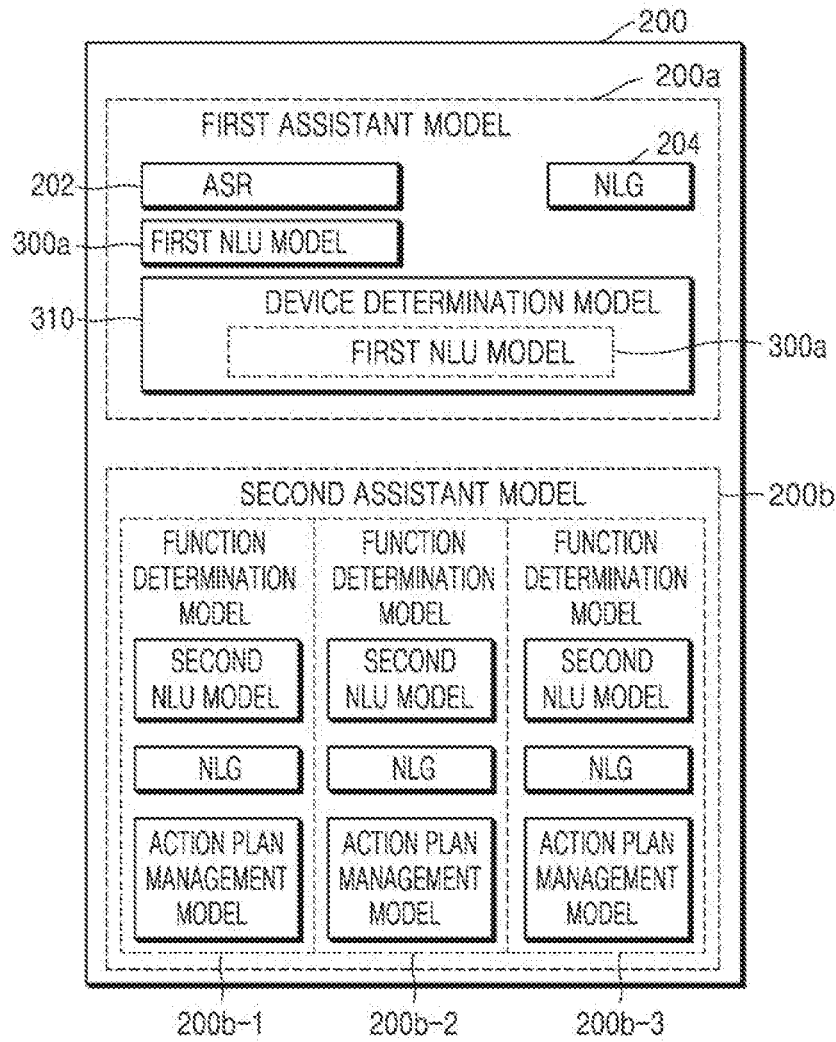 200
200a
FIRST ASSISTANT MODEL
204
202
ASR
NLG
300a
FIRST NLU MODEL
310
DEVICE DETERMINATION MODEL
FIRST NLU MODEL
300a
SECOND ASSISTANT MODEL
200b
FUNCTION
DETERMINATION
MODEL
SECOND
NLU MODEL
NLG
ACTION PLAN
MANAGEMENT
MODEL
FUNCTION
DETERMINATION
MODEL
SECOND
NLU MODEL
NLG
ACTION PLAN
MANAGEMENT
MODEL
FUNCTION
DETERMINATION
MODEL
SECOND
NLU MODEL
NLG
ACTION PLAN
MANAGEMENT
MODEL
200b-1
200b-2
200b-3